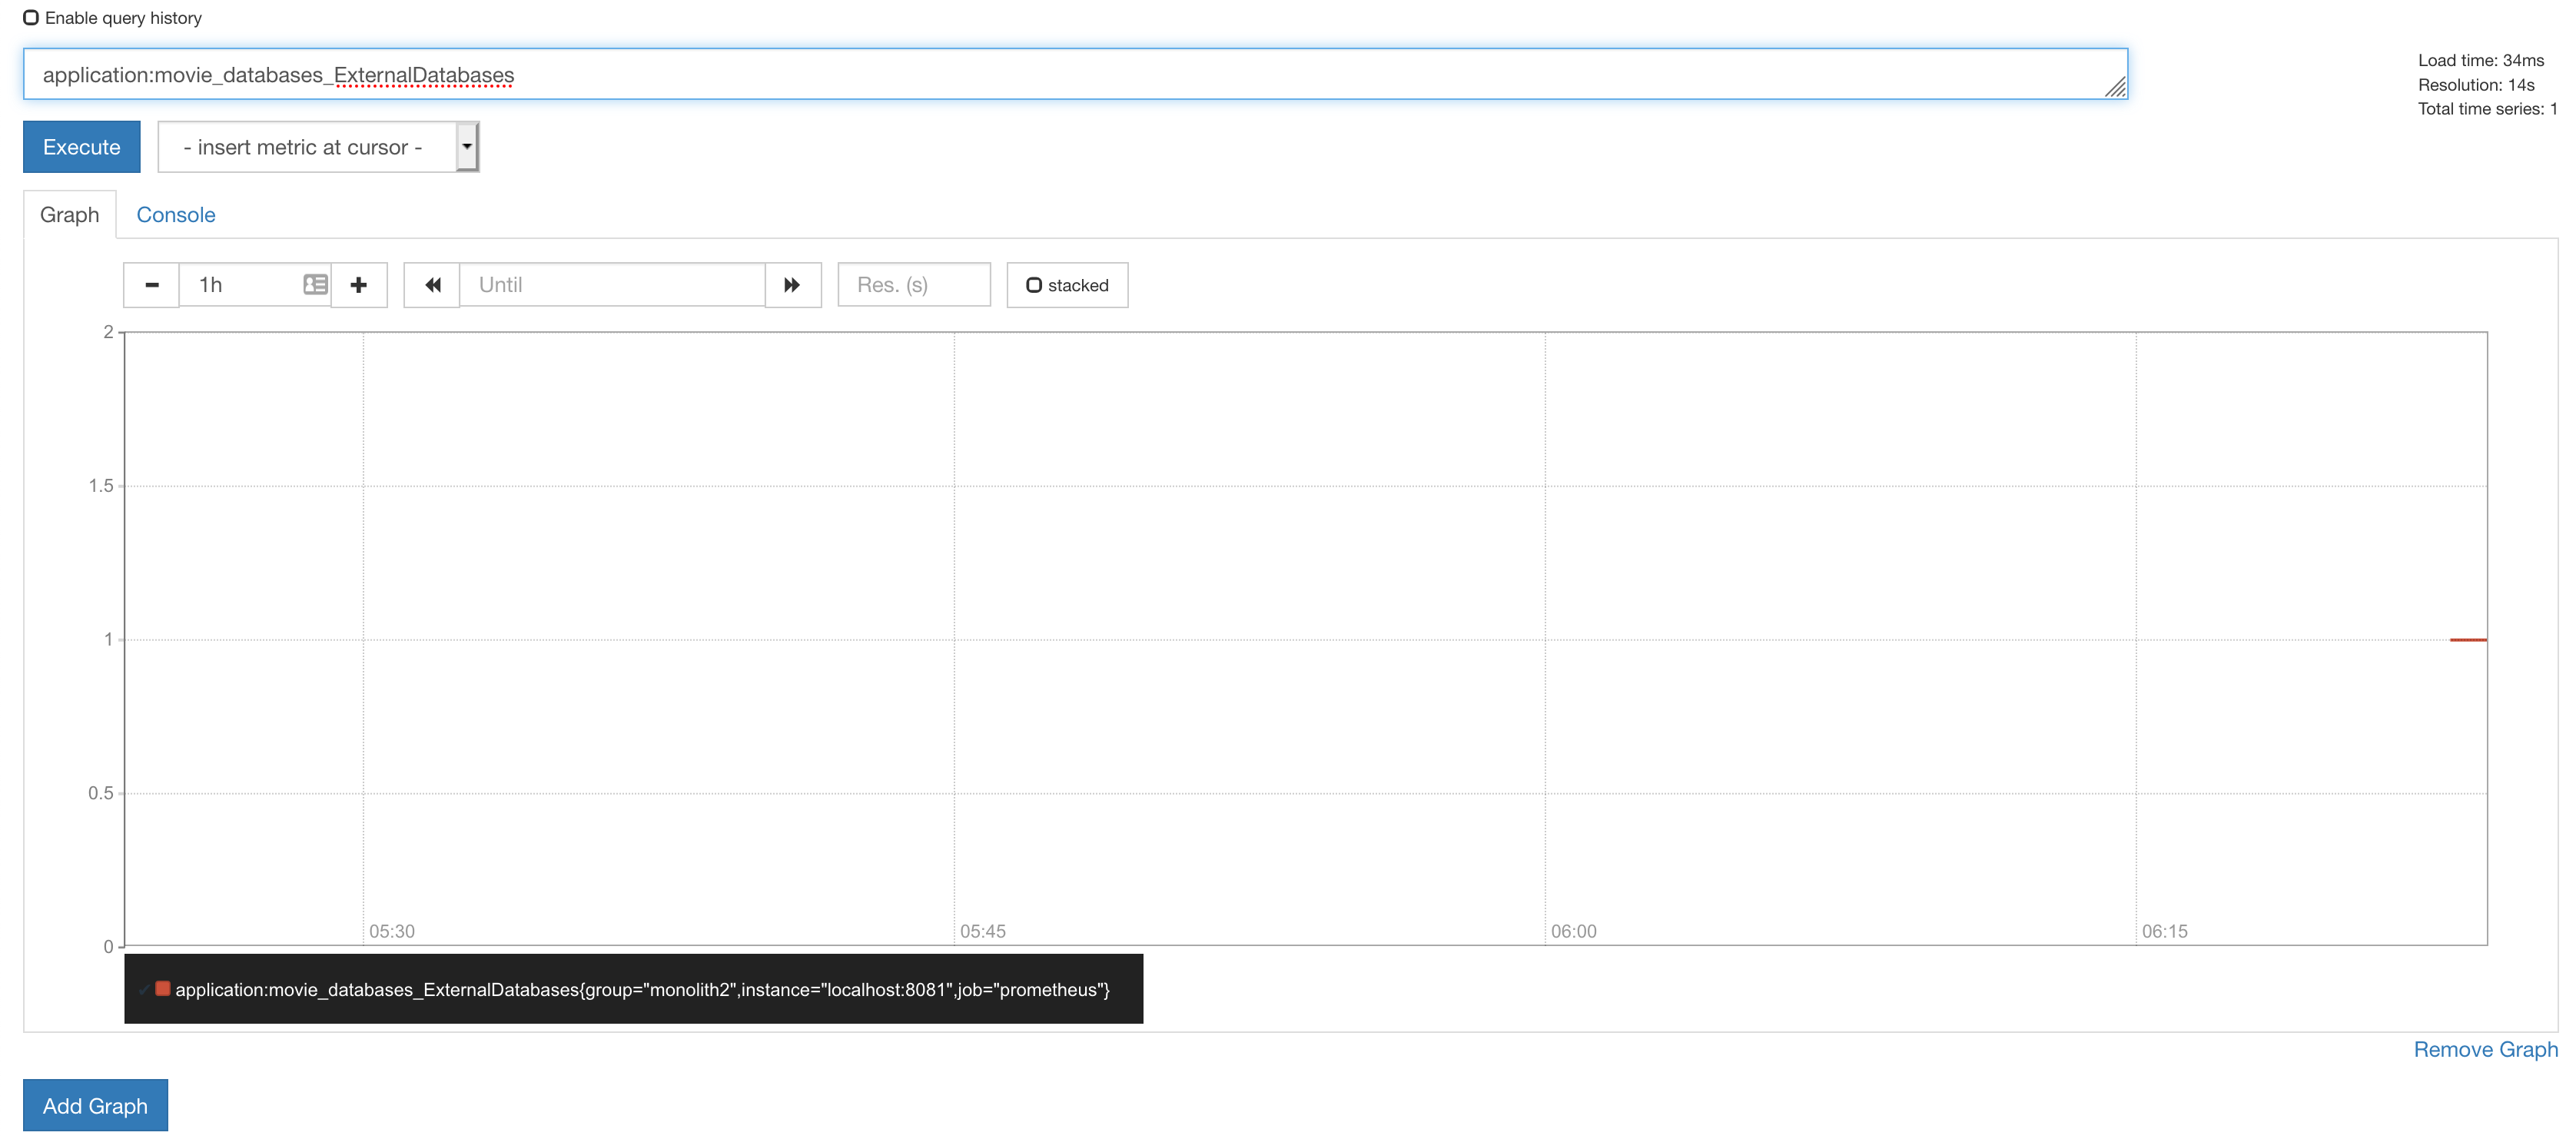 Enable query history
application:movie_databases_ExternalDatabases
Load time: 34ms
Resolution: 14s
Total time series: 1
Execute
- insert metric at cursor -
Graph
Console
1h
Until
Res. (s)
stacked
2
1.5
1
0.5
0
05:30
05:45
06:00
06:15
application:movie_databases_ExternalDatabases{group="monolith2",instance="localhost:8081",job="prometheus"}
Remove Graph
Add Graph